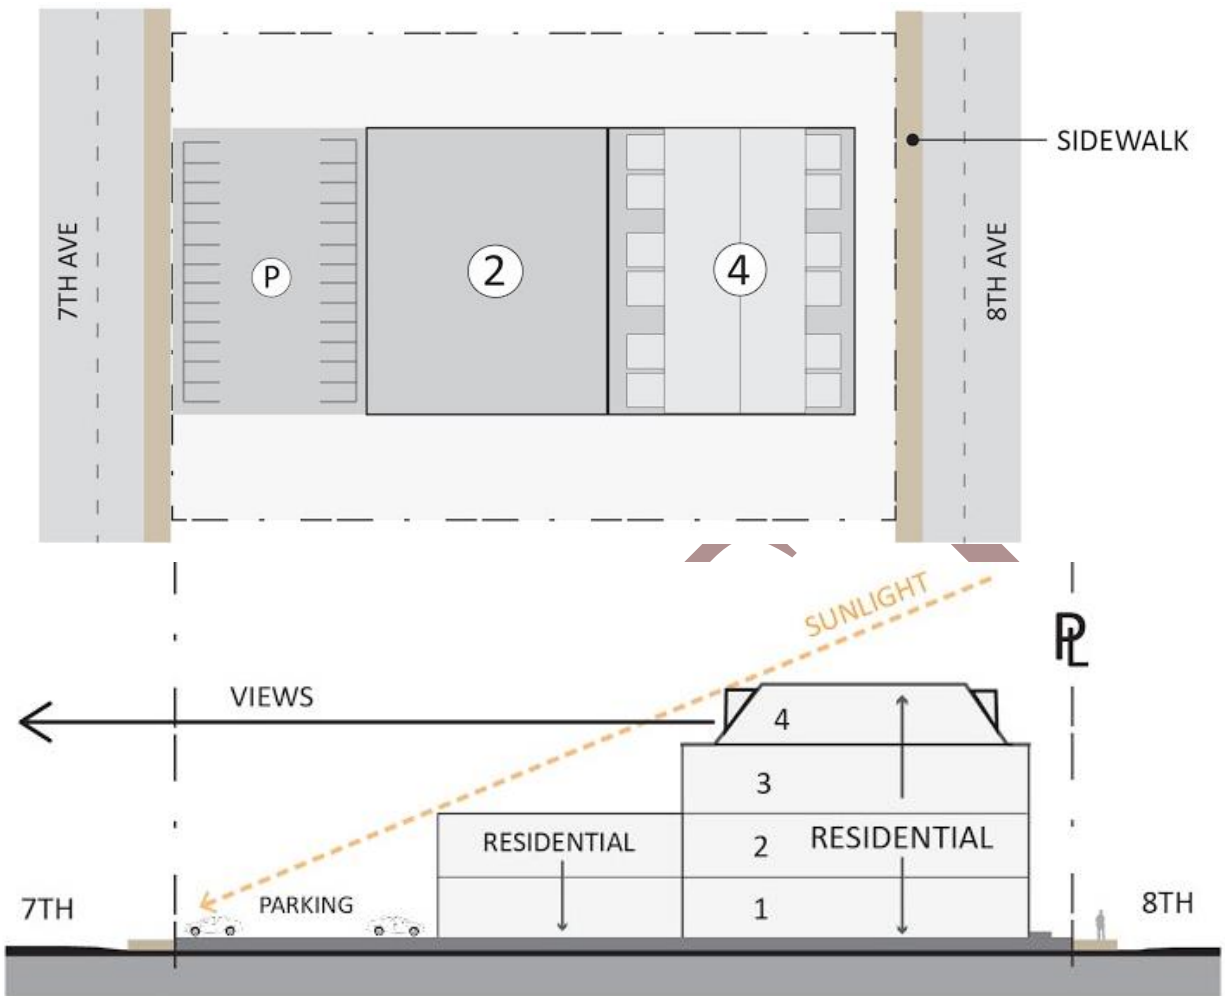 SIDEWALK
7TH AVE
P
2
4
8TH AVE
SUNLIGHT
PL
VIEWS
4
3
RESIDENTIAL
2
RESIDENTIAL
7TH
PARKING
1
8TH